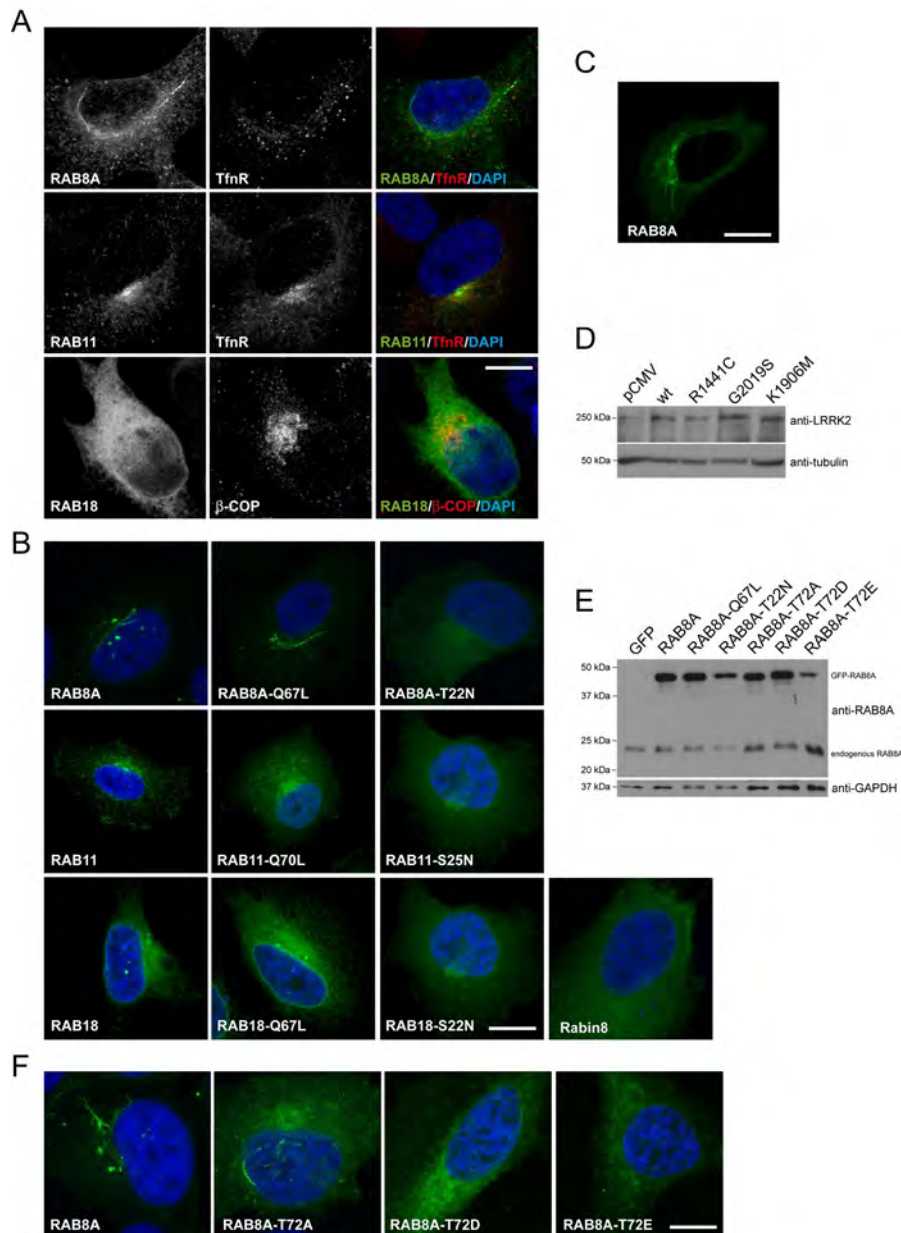 A
RAB8A
TfnR
RAB8A/TfnR/DAPI
RAB11
TfnR
RAB11/TfnR/DAPI
RAB18
β-COP
RAB18/β-COP/DAPI
B
RAB8A
RAB8A-Q67L
RAB8A-T22N
RAB11
RAB11-Q70L
RAB11-S25N
RAB18
RAB18-Q67L
RAB18-S22N
Rabin8
C
RAB8A
D
pCMV
wt
R1441C
G2019S
K1906M
250 kDa
anti-LRRK2
50 kDa
anti-tubulin
E
GFP
RAB8A
RAB8A-Q67L
RAB8A-T22N
RAB8A-T72A
RAB8A-T72D
RAB8A-T72E
50 kDa
GFP-RAB8A
37 kDa
anti-RAB8A
25 kDa
endogenous RAB8A
20 kDa
37 kDa
anti-GAPDH
F
RAB8A
RAB8A-T72A
RAB8A-T72D
RAB8A-T72E